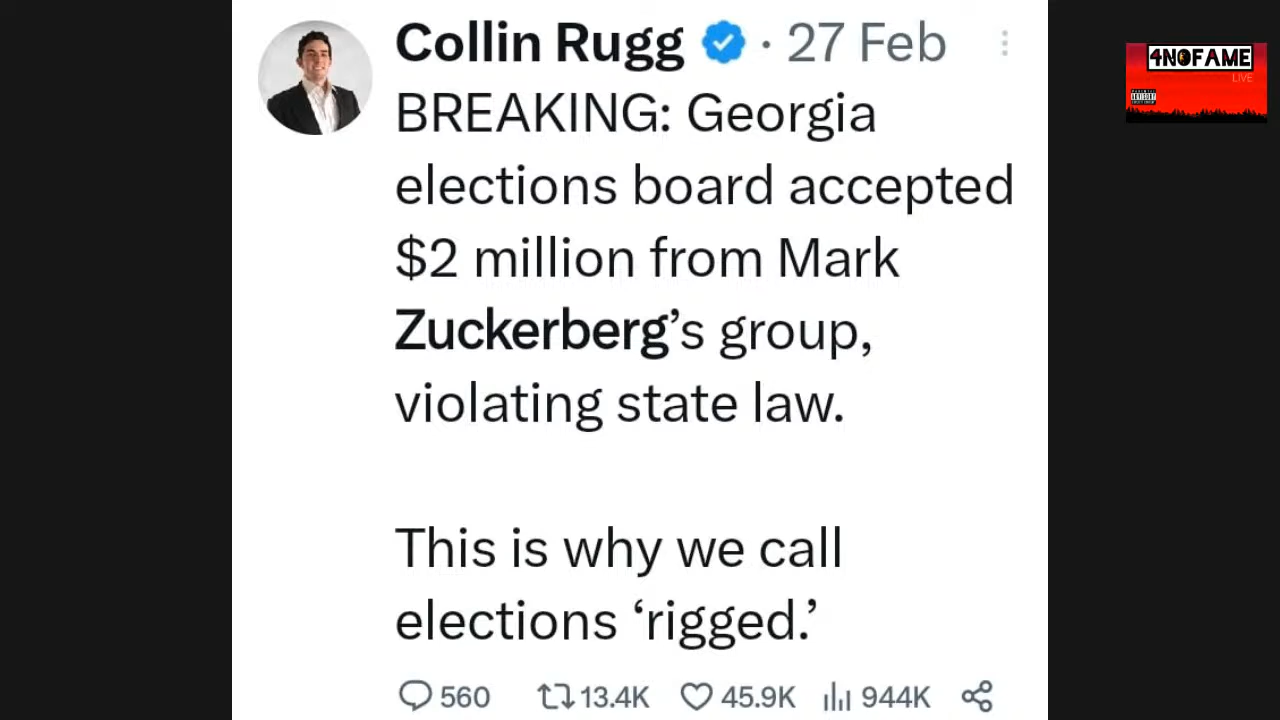 Collin Rugg · 27 Feb
4NOFAME
LIVE
BREAKING: Georgia
elections board accepted
$2 million from Mark
Zuckerberg’s group,
violating state law.
This is why we call
elections ‘rigged.’
560 13.4K 45.9K 944K